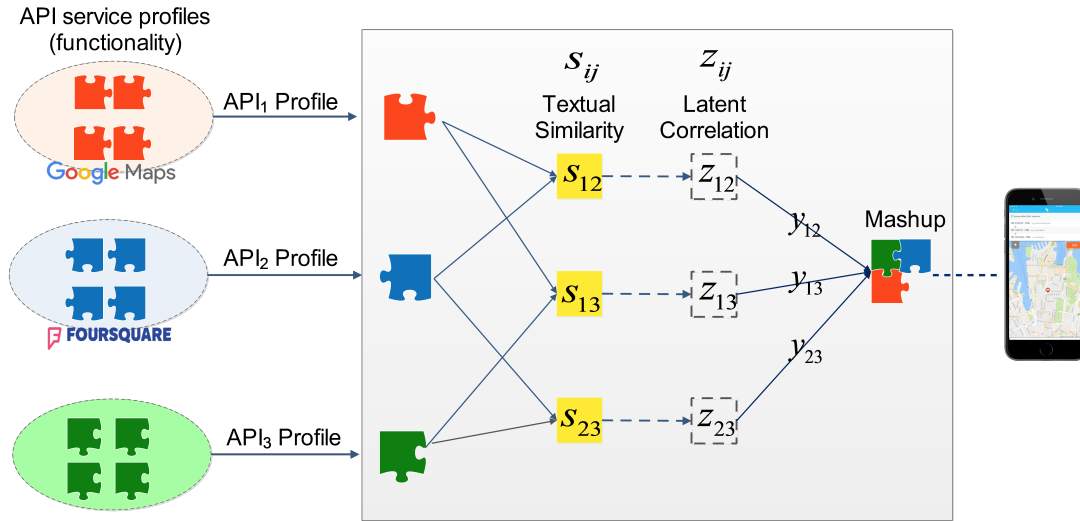 API service profiles
(functionality)
Google Maps
API1 Profile
FOURSQUARE
API2 Profile
API3 Profile
sij
zij
Textual
Similarity
Latent
Correlation
s12
z12
s13
z13
s23
z23
y12
y13
y23
Mashup